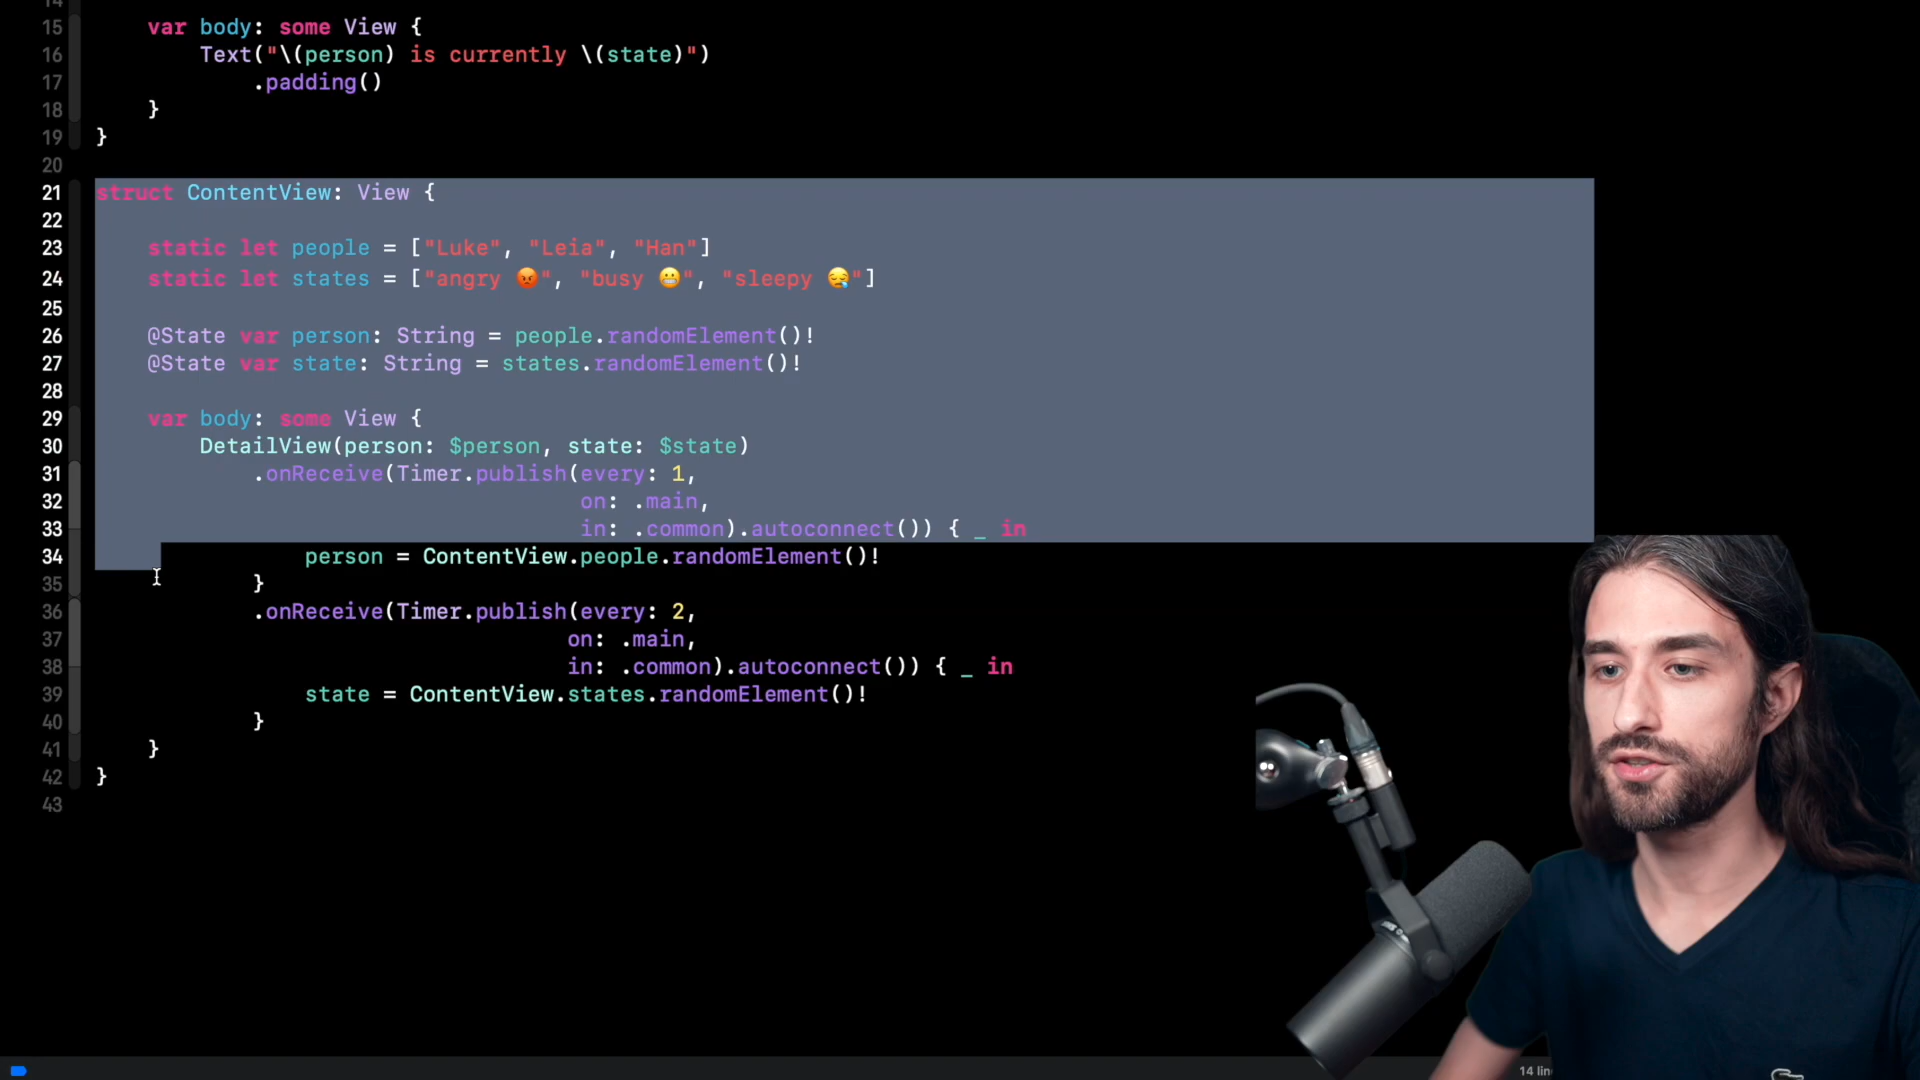 14
15 var body: some View {
16 Text("\(person) is currently \(state)")
17 .padding()
18 }
19 }
20
21 struct ContentView: View {
22
23 static let people = ["Luke", "Leia", "Han"]
24 static let states = ["angry 😡", "busy 😬", "sleepy 😪"]
25
26 @State var person: String = people.randomElement()!
27 @State var state: String = states.randomElement()!
28
29 var body: some View {
30 DetailView(person: $person, state: $state)
31 .onReceive(Timer.publish(every: 1,
32 on: .main,
33 in: .common).autoconnect()) { _ in
34 person = ContentView.people.randomElement()!
35 }
36 .onReceive(Timer.publish(every: 2,
37 on: .main,
38 in: .common).autoconnect()) { _ in
39 state = ContentView.states.randomElement()!
40 }
41 }
42 }
43
14